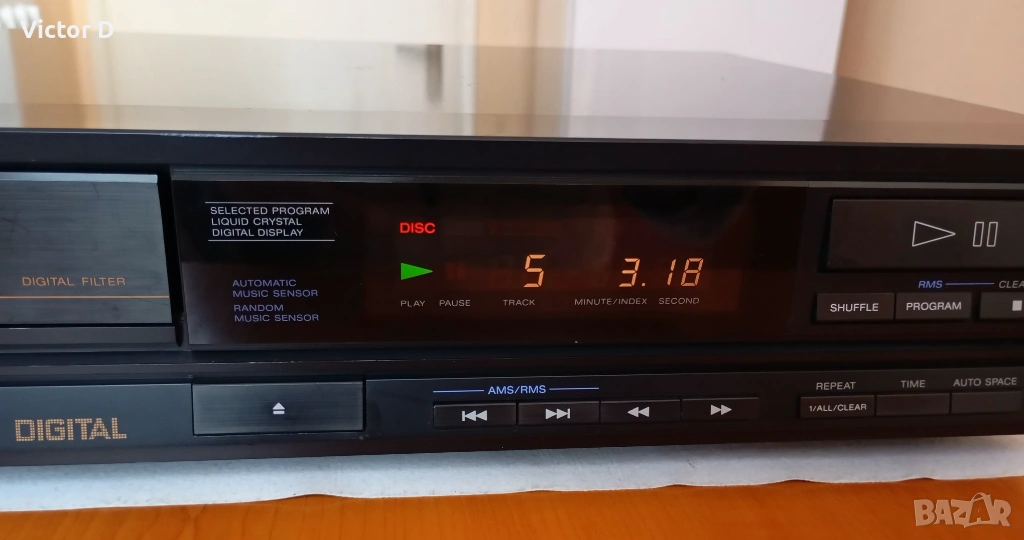 Victor D
SELECTED PROGRAM
LIQUID CRYSTAL
DIGITAL DISPLAY
DISC
DIGITAL FILTER
AUTOMATIC
MUSIC SENSOR
RANDOM
MUSIC SENSOR
5 3.18
PLAY PAUSE TRACK MINUTE/INDEX SECOND
RMS CLEA
SHUFFLE PROGRAM
AMS/RMS
REPEAT TIME AUTO SPACE
1/ALL/CLEAR
DIGITAL
BAZAR